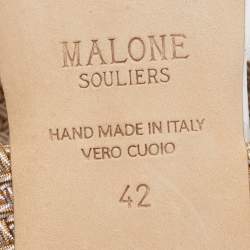 MALONE
SOULIERS
HAND MADE IN ITALY
VERO CUOIO
42